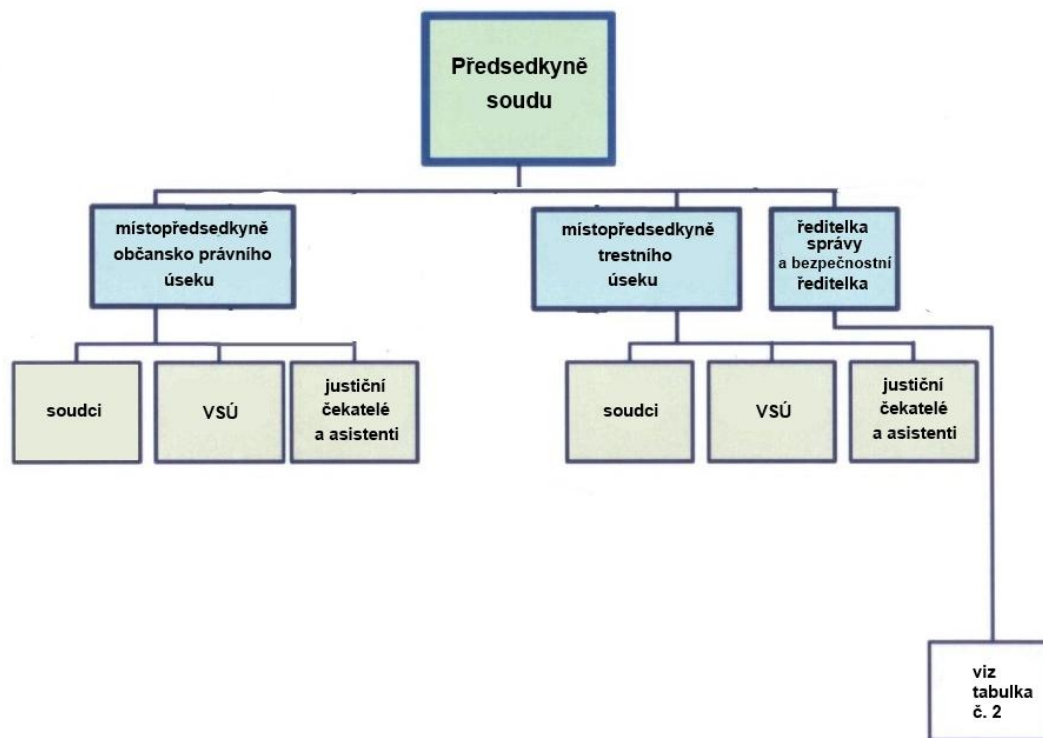 Předsedkyně
soudu
místopředsedkyně
občansko právního
úseku
místopředsedkyně
trestního
úseku
ředitelka
správy
a bezpečnostní
ředitelka
soudci
VSÚ
justiční
čekatelé
a asistenti
soudci
VSÚ
justiční
čekatelé
a asistenti
viz
tabulka
č. 2